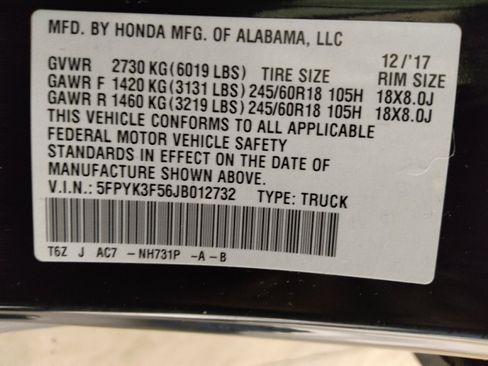 MFD. BY HONDA MFG. OF ALABAMA, LLC
12/'17
GVWR 2730 KG(6019 LBS) TIRE SIZE RIM SIZE
GAWR F 1420 KG(3131 LBS) 245/60R18 105H 18X8.0J
GAWR R 1460 KG(3219 LBS) 245/60R18 105H 18X8.0J
THIS VEHICLE CONFORMS TO ALL APPLICABLE
FEDERAL MOTOR VEHICLE SAFETY
STANDARDS IN EFFECT ON THE DATE OF
MANUFACTURE SHOWN ABOVE.
V.I.N.: 5FPYK3F56JB012732 TYPE: TRUCK
T6Z J AC7 -NH731P -A-B